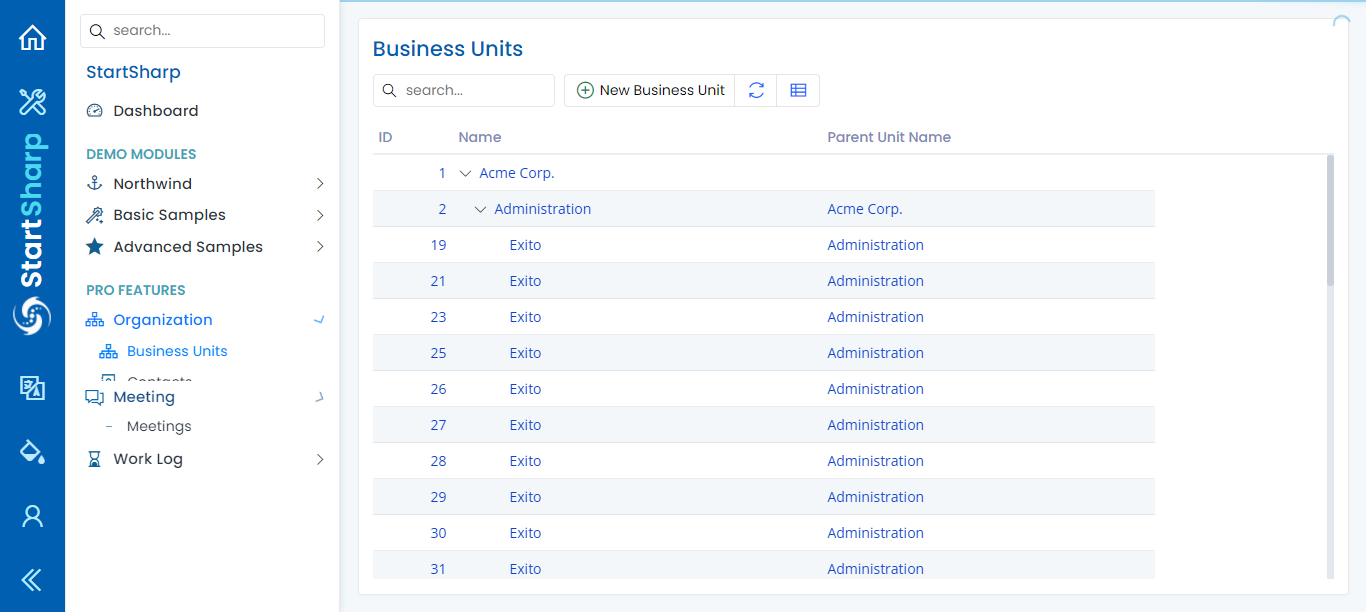 StartSharp
search...
StartSharp
Dashboard
DEMO MODULES
Northwind
Basic Samples
Advanced Samples
PRO FEATURES
Organization
Business Units
Contacts
Meeting
Meetings
Work Log
Business Units
search...
New Business Unit
ID Name Parent Unit Name
1 Acme Corp.
2 Administration Acme Corp.
19 Exito Administration
21 Exito Administration
23 Exito Administration
25 Exito Administration
26 Exito Administration
27 Exito Administration
28 Exito Administration
29 Exito Administration
30 Exito Administration
31 Exito Administration